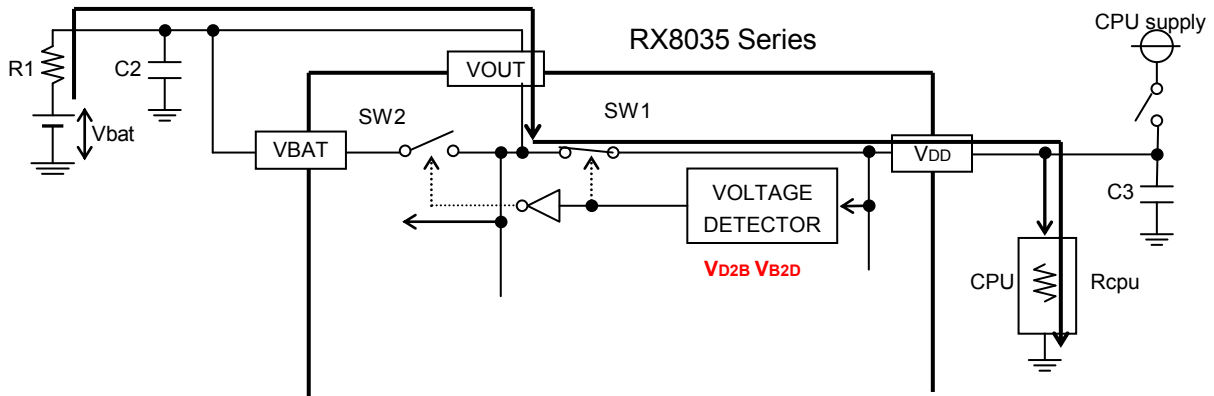 CPU supply
RX8035 Series
R1
C2
VOUT
Vbat
SW2
SW1
VBAT
VDD
C3
VOLTAGE
DETECTOR
VD2B VB2D
CPU
Rcpu